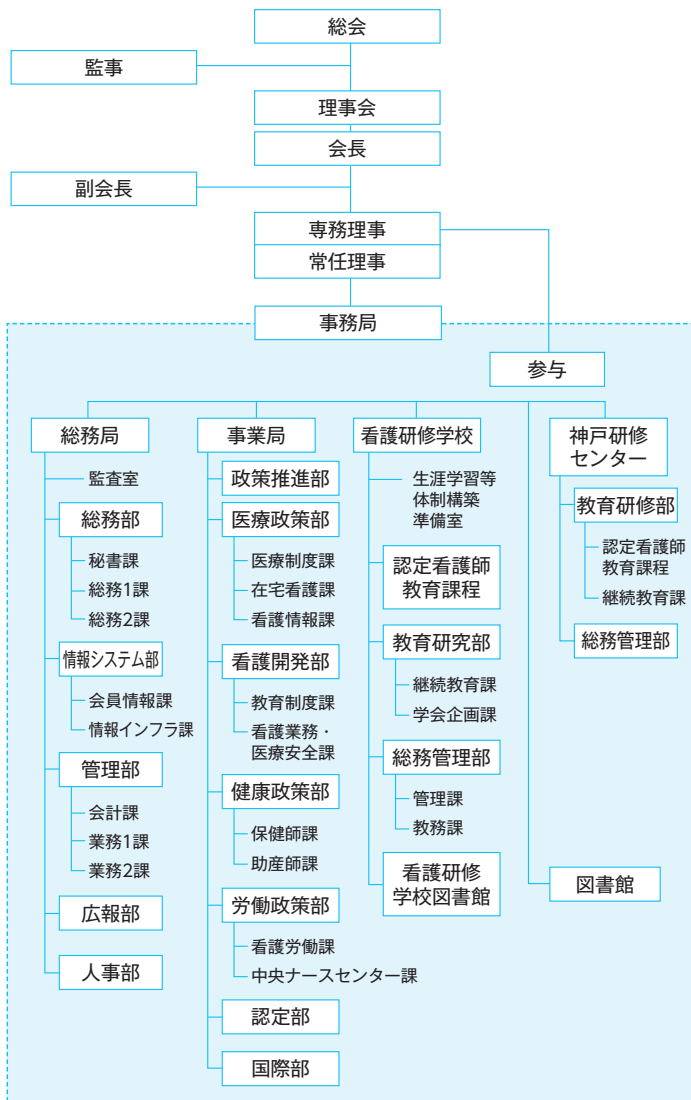 総会
監事
理事会
会長
副会長
専務理事
常任理事
事務局
参与
総務局
監査室
総務部
秘書課
総務1課
総務2課
情報システム部
会員情報課
情報インフラ課
管理部
会計課
業務1課
業務2課
広報部
人事部
事業局
政策推進部
医療政策部
医療制度課
在宅看護課
看護情報課
看護開発部
教育制度課
看護業務・
医療安全課
健康政策部
保健師課
助産師課
労働政策部
看護労働課
中央ナースセンター課
認定部
国際部
看護研修学校
生涯学習等
体制構築
準備室
認定看護師
教育課程
教育研究部
継続教育課
学会企画課
総務管理部
管理課
教務課
看護研修
学校図書館
図書館
神戸研修
センター
教育研修部
認定看護師
教育課程
継続教育課
総務管理部